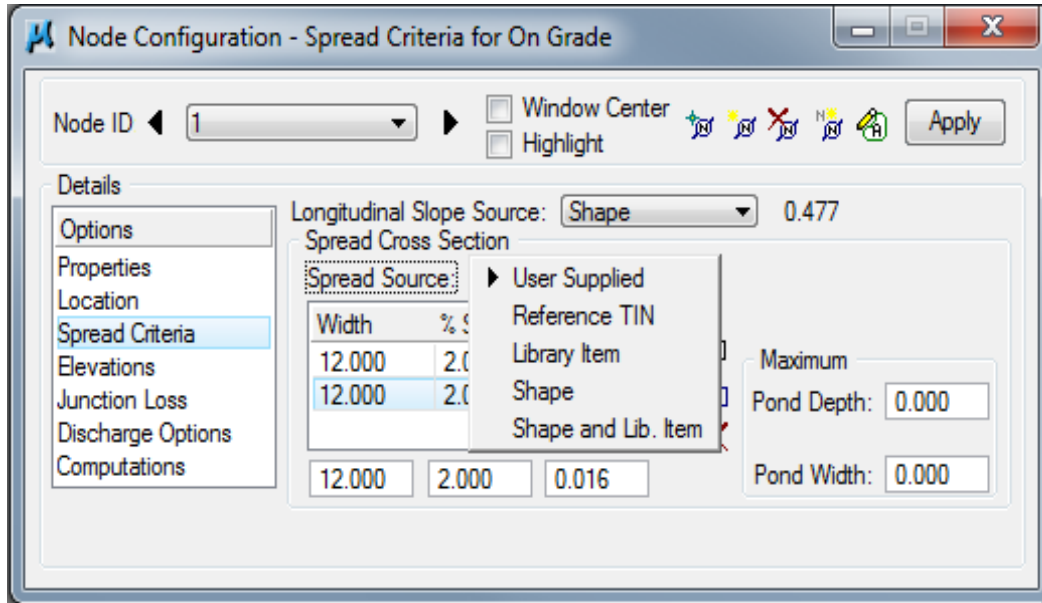 Node Configuration - Spread Criteria for On Grade
Node ID 1 Window Center Apply
Highlight
Details
Options
Properties
Location
Spread Criteria
Elevations
Junction Loss
Discharge Options
Computations
Longitudinal Slope Source: Shape 0.477
Spread Cross Section
Spread Source:
User Supplied
Reference TIN
Library Item
Shape
Shape and Lib. Item
Width %
12.000
12.000
12.000 2.000 0.016
Maximum
Pond Depth: 0.000
Pond Width: 0.000